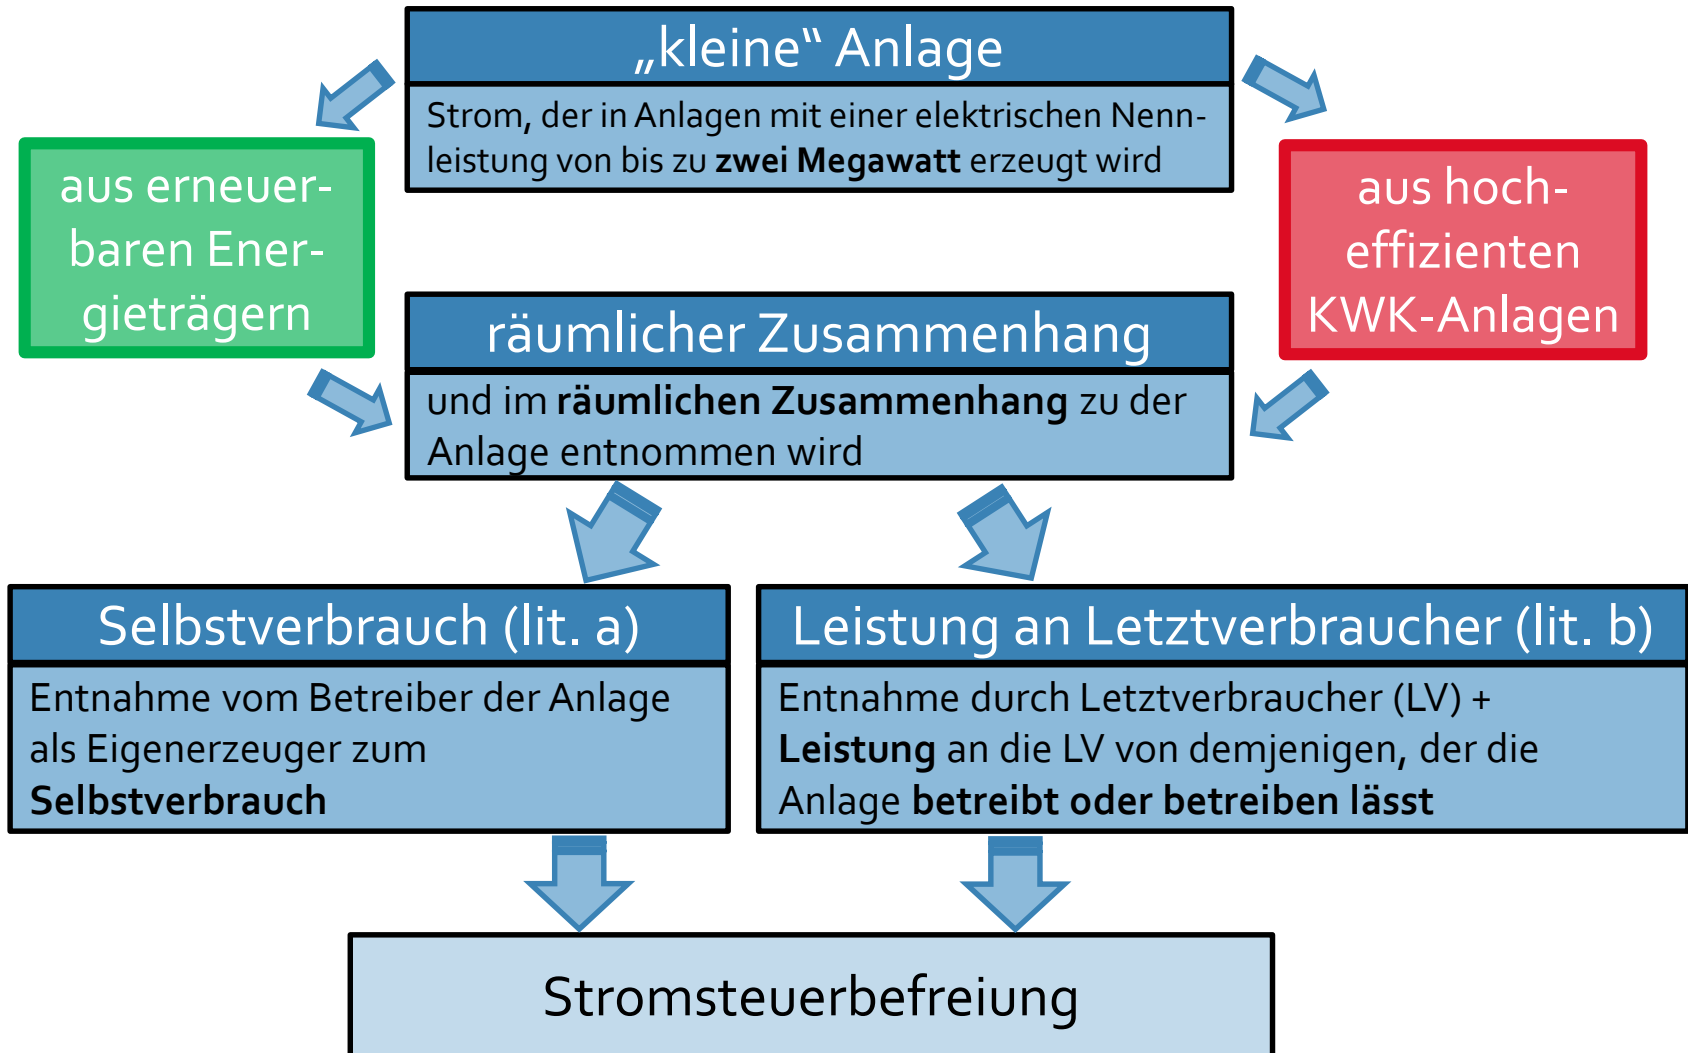 „kleine“ Anlage
Strom, der in Anlagen mit einer elektrischen Nenn-
leistung von bis zu zwei Megawatt erzeugt wird
aus erneuer-
baren Ener-
gieträgern
aus hoch-
effizienten
KWK-Anlagen
räumlicher Zusammenhang
und im räumlichen Zusammenhang zu der
Anlage entnommen wird
Selbstverbrauch (lit. a)
Entnahme vom Betreiber der Anlage
als Eigenerzeuger zum
Selbstverbrauch
Leistung an Letztverbraucher (lit. b)
Entnahme durch Letztverbraucher (LV) +
Leistung an die LV von demjenigen, der die
Anlage betreibt oder betreiben lässt
Stromsteuerbefreiung